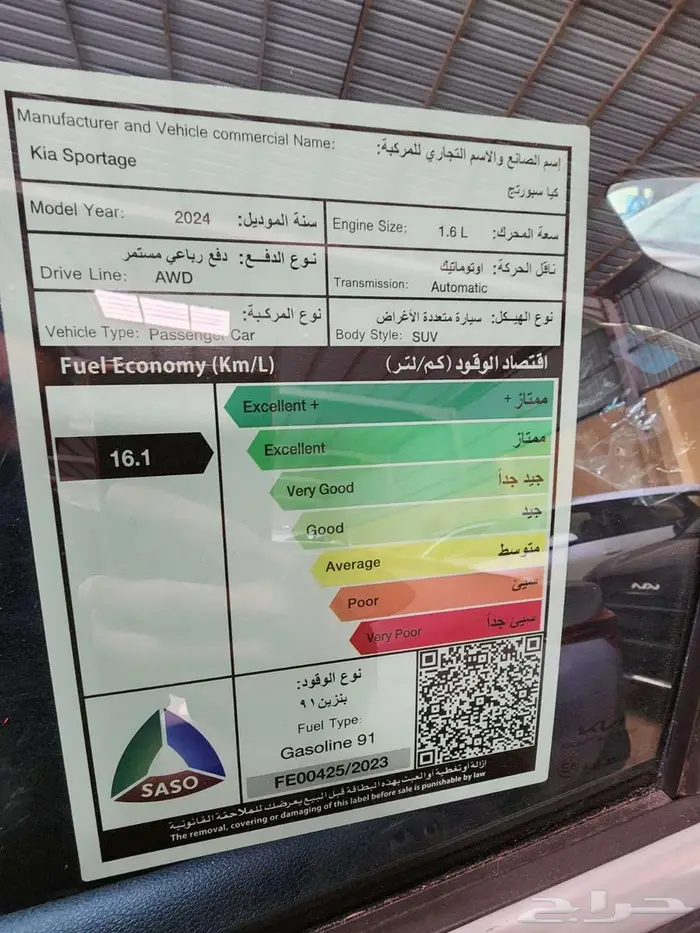 Manufacturer and Vehicle commercial Name:
إسم الصانع والاسم التجاري للمركبة:
Kia Sportage
كيا سبورتج
Model Year: 2024 سنة الموديل:
Engine Size: 1.6 L سعة المحرك:
نوع الدفع: دفع رباعي مستمر
Drive Line: AWD
ناقل الحركة: اوتوماتيك
Transmission: Automatic
نوع المركبة:
Vehicle Type: Passenger Car
نوع الهيكل: سيارة متعددة الأغراض
Body Style: SUV
Fuel Economy (Km/L) اقتصاد الوقود (كم/لتر)
16.1
Excellent + ممتاز +
Excellent ممتاز
Very Good جيد جداً
Good جيد
Average متوسط
Poor سيئ
Very Poor سيئ جداً
SASO
نوع الوقود:
بنزين ٩١
Fuel Type:
Gasoline 91
FE00425/2023
إزالة أو تغطية أو العبث بهذه البطاقة قبل البيع يعرضك للملاحقة القانونية
The removal, covering or damaging of this label before sale is punishable by law
KIA
حراج